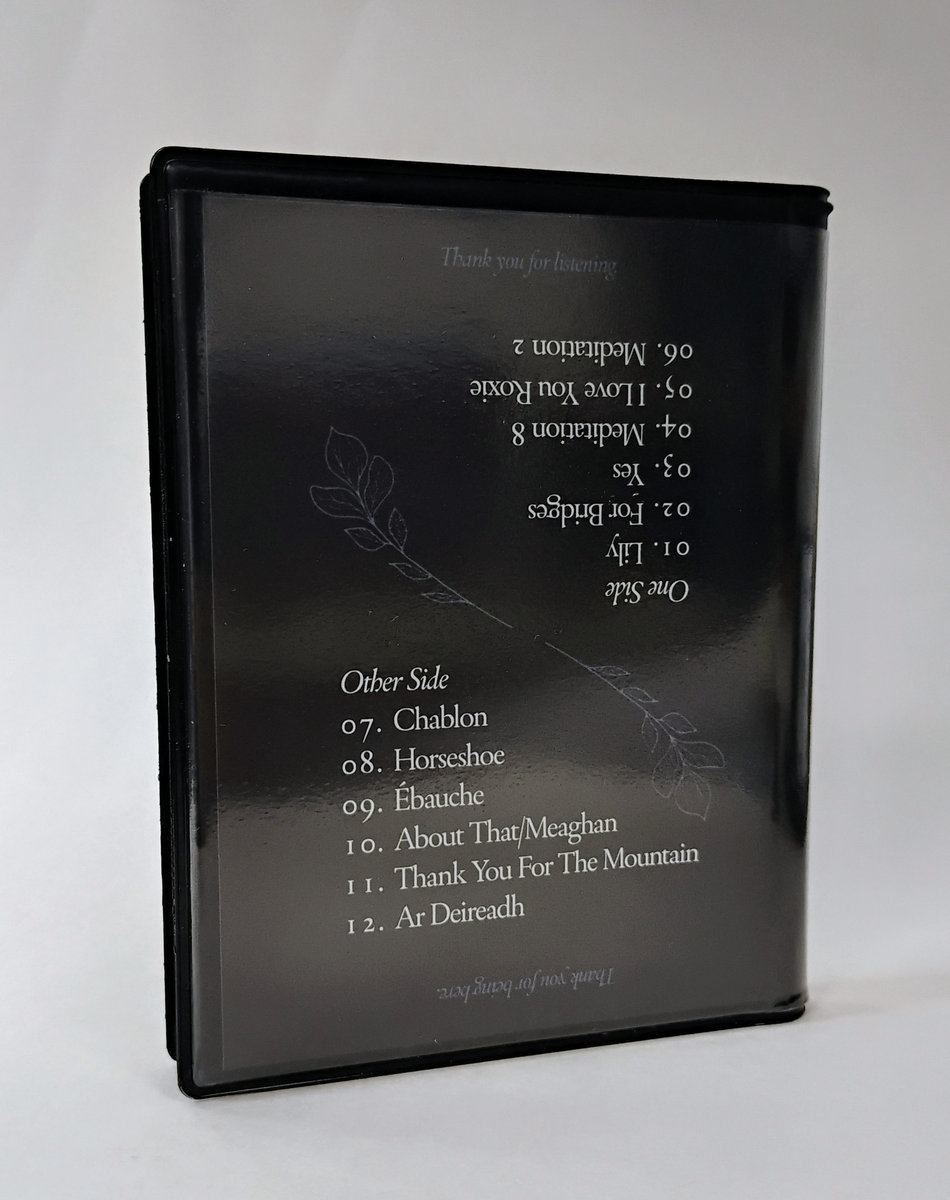 Thank you for listening
One Side
01. Lily
02. For Bridges
03. Yes
04. Meditation 8
05. I Love You Roxie
06. Meditation 2
Other Side
07. Chablon
08. Horseshoe
09. Ébauche
10. About That/Meaghan
11. Thank You For The Mountain
12. Ar Deireadh
Thank you for being here.